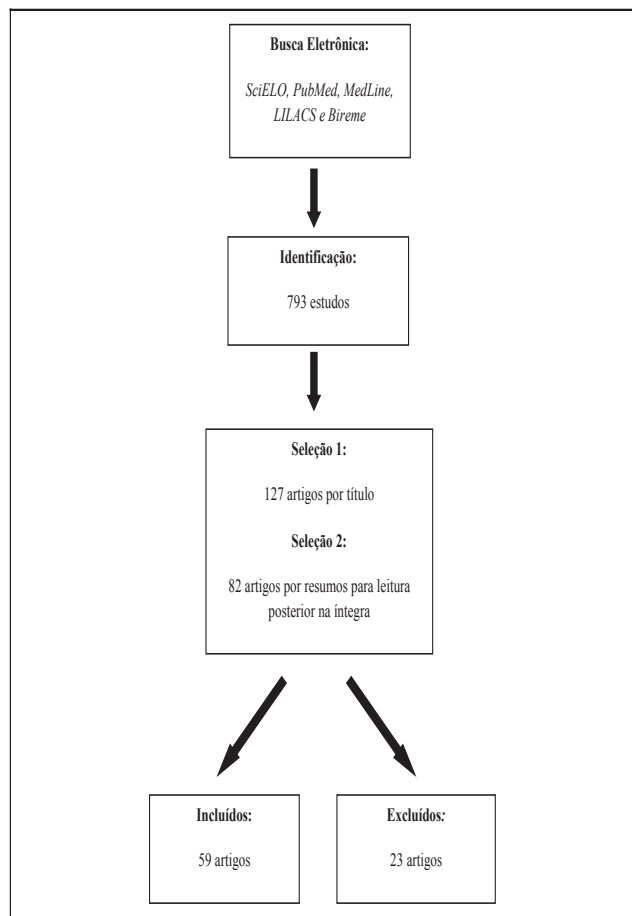 Busca Eletrônica:
SciELO, PubMed, MedLine,
LILACS e Bireme
Identificação:
793 estudos
Seleção 1:
127 artigos por título
Seleção 2:
82 artigos por resumos para leitura
posterior na íntegra
Incluídos:
59 artigos
Excluídos:
23 artigos